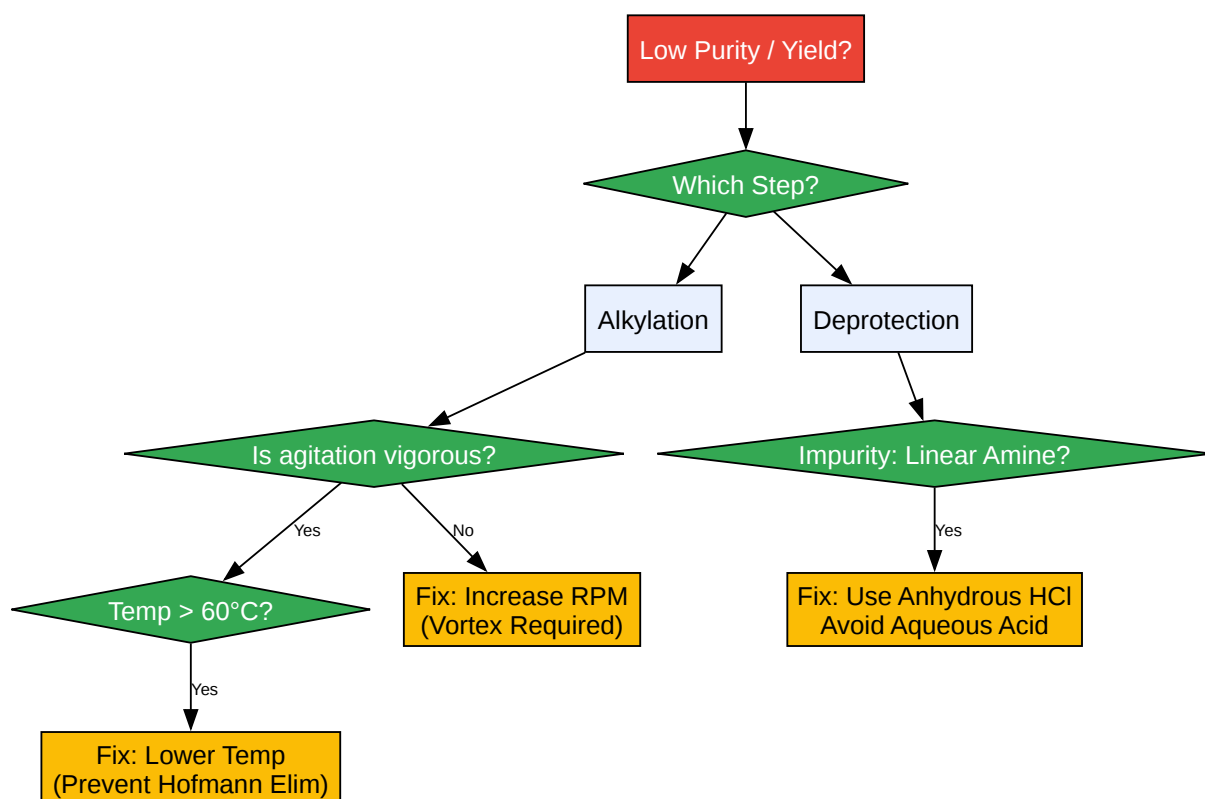 Low Purity / Yield?
Which Step?
Alkylation
Deprotection
Is agitation vigorous?
Impurity: Linear Amine?
Yes
No
Yes
Temp > 60°C?
Fix: Increase RPM
(Vortex Required)
Fix: Use Anhydrous HCl
Avoid Aqueous Acid
Yes
Fix: Lower Temp
(Prevent Hofmann Elim)